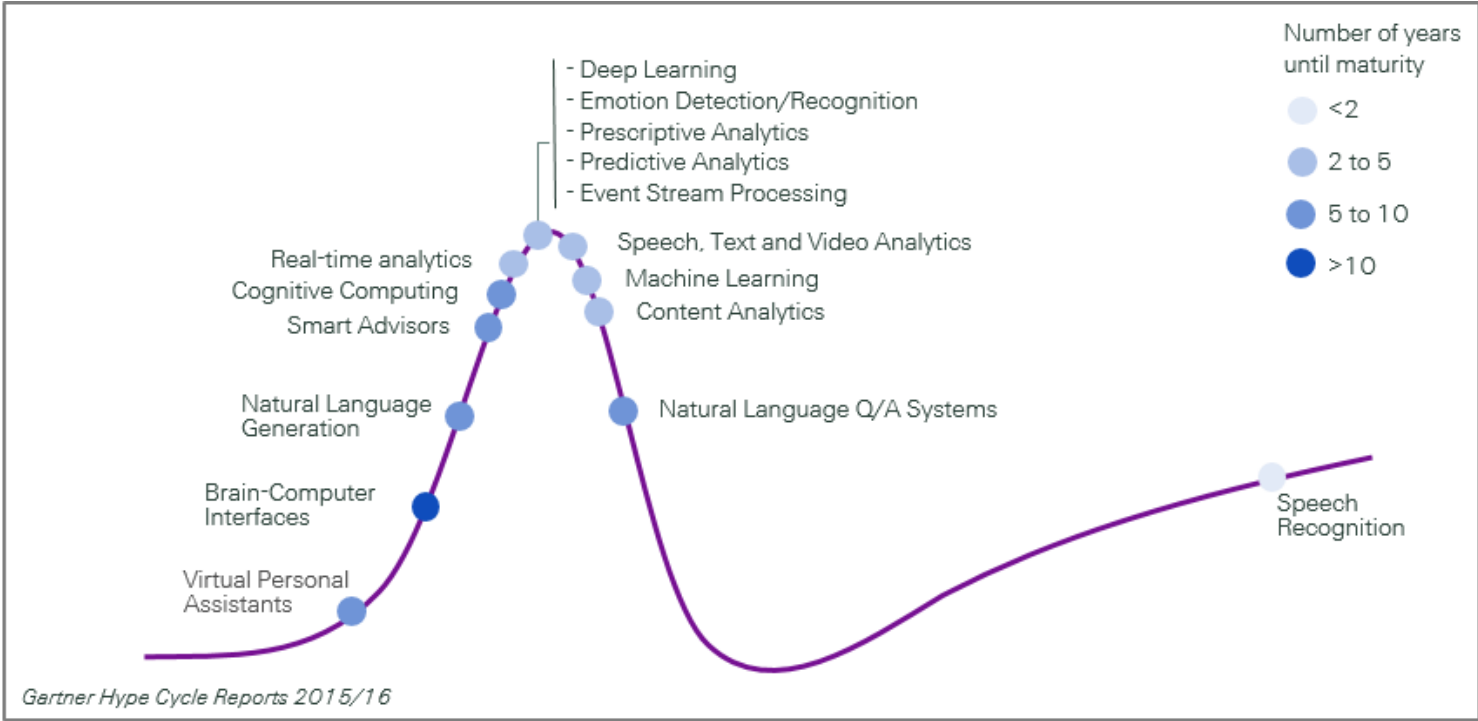 Number of years
until maturity
<2
2 to 5
5 to 10
>10
- Deep Learning
- Emotion Detection/Recognition
- Prescriptive Analytics
- Predictive Analytics
- Event Stream Processing
Real-time analytics
Cognitive Computing
Smart Advisors
Natural Language
Generation
Brain-Computer
Interfaces
Virtual Personal
Assistants
Speech, Text and Video Analytics
Machine Learning
Content Analytics
Natural Language Q/A Systems
Speech
Recognition
Gartner Hype Cycle Reports 2015/16